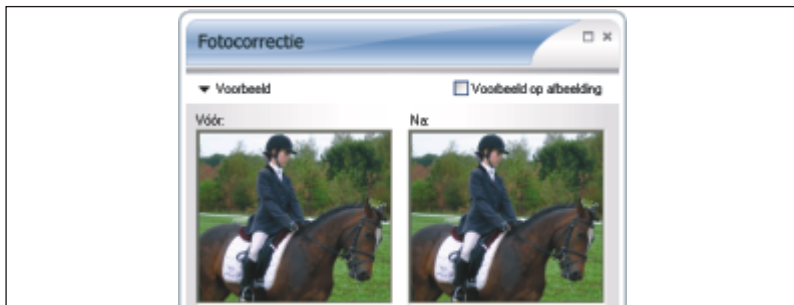 Fotocorrectie
Voorbeeld
Voorbeeld op afbeelding
Vóór:
Na: